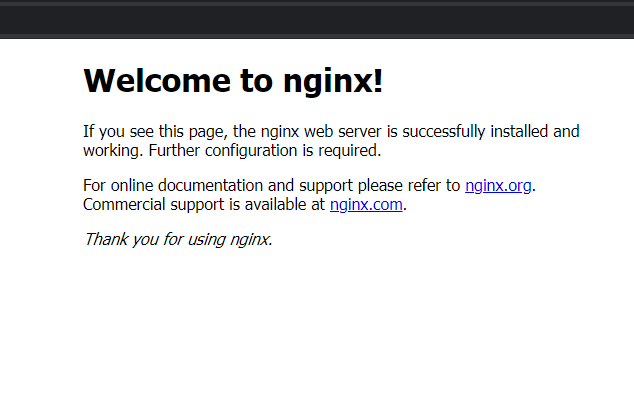 Welcome to nginx!
If you see this page, the nginx web server is successfully installed and
working. Further configuration is required.
For online documentation and support please refer to nginx.org.
Commercial support is available at nginx.com.
Thank you for using nginx.